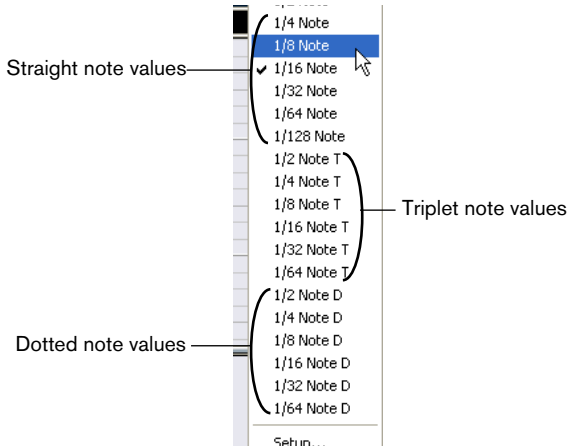 1/4 Note
1/8 Note
Straight note values
1/16 Note
1/32 Note
1/64 Note
1/128 Note
1/2 Note T
1/4 Note T
1/8 Note T
Triplet note values
1/16 Note T
1/32 Note T
1/64 Note T
1/2 Note D
1/4 Note D
1/8 Note D
Dotted note values
1/16 Note D
1/32 Note D
1/64 Note D
Setup...